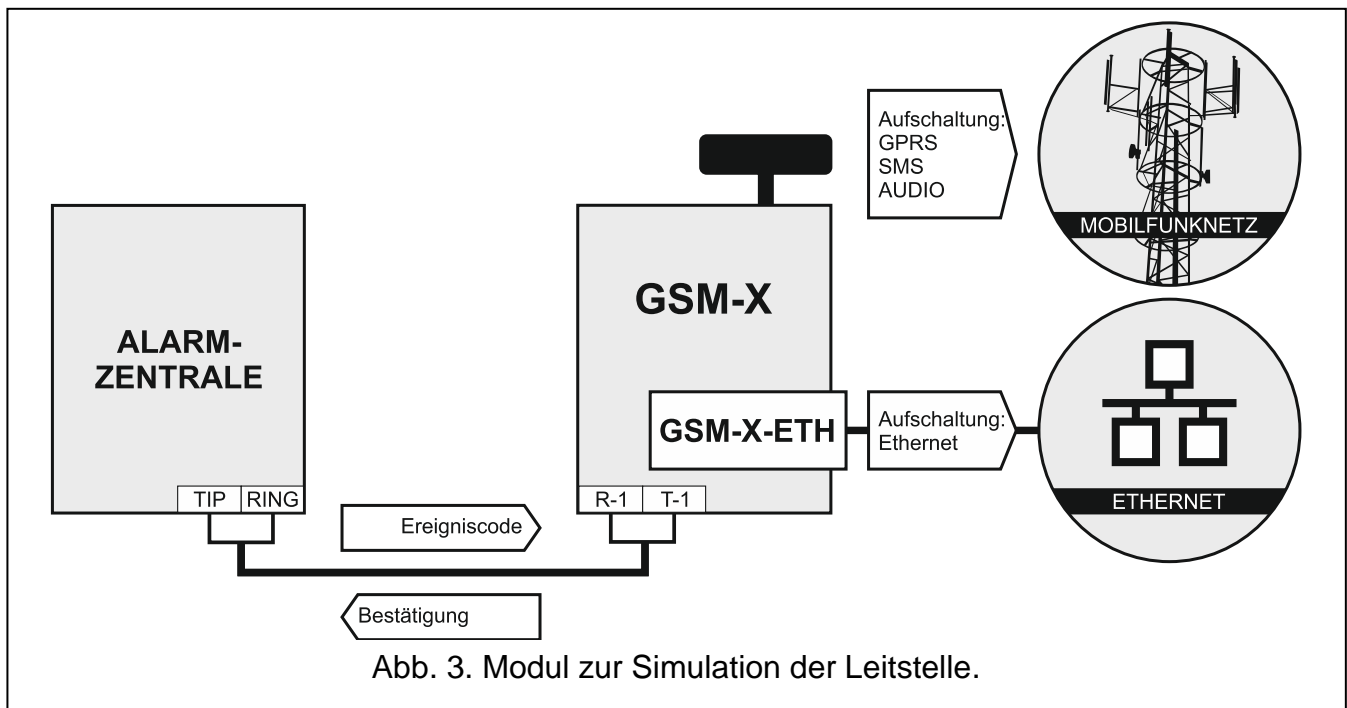 Aufschaltung:
GPRS
SMS
AUDIO
MOBILFUNKNETZ
ALARM-
ZENTRALE
GSM-X
GSM-X-ETH
Aufschaltung:
Ethernet
ETHERNET
TIP RING
R-1 T-1
Ereigniscode
Bestätigung
Abb. 3. Modul zur Simulation der Leitstelle.